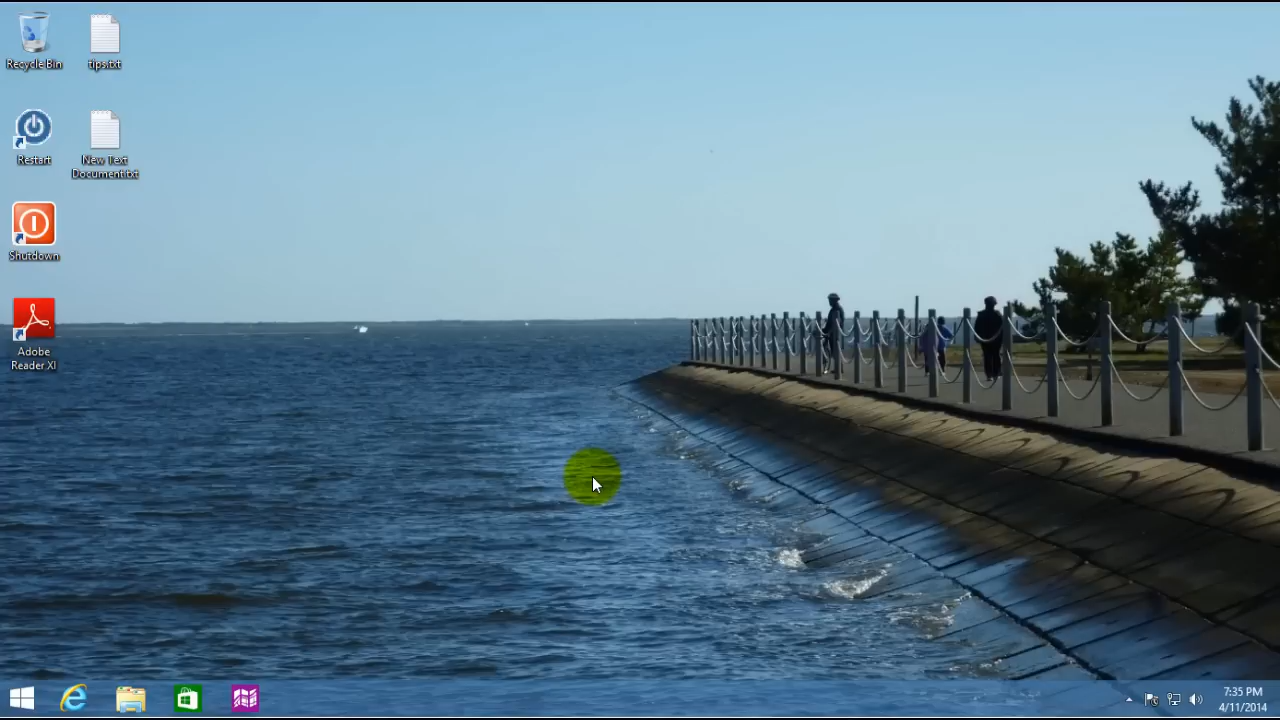 Recycle Bin
tips.txt
Restart
New Text
Document.txt
Shutdown
Adobe
Reader XI
7:35 PM
4/11/2014